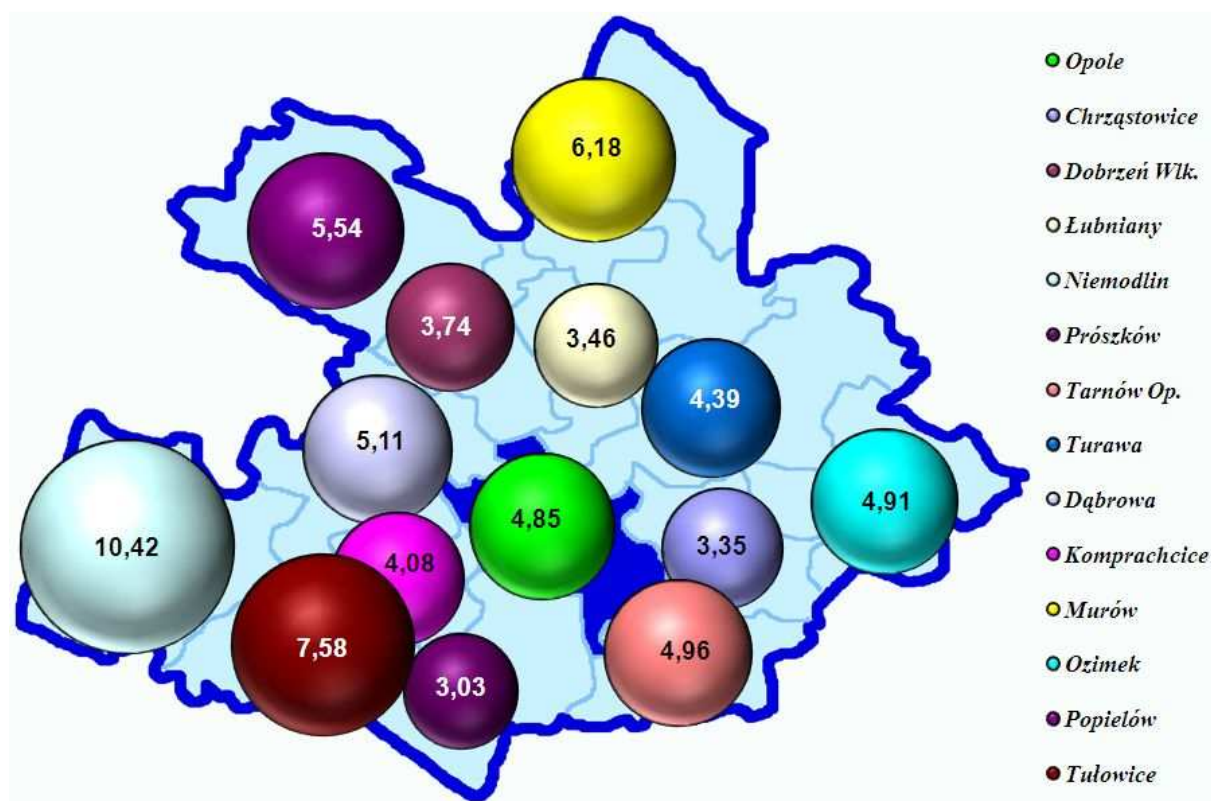 6,18
5,54
3,74
3,46
4,39
5,11
4,85
4,91
10,42
4,08
3,35
7,58
3,03
4,96
Opole
Chrząstowice
Dobrzeń Wlk.
Łubniany
Niemodlin
Prószków
Tarnów Op.
Turawa
Dąbrowa
Komprachcice
Murów
Ozimek
Popielów
Tułowice